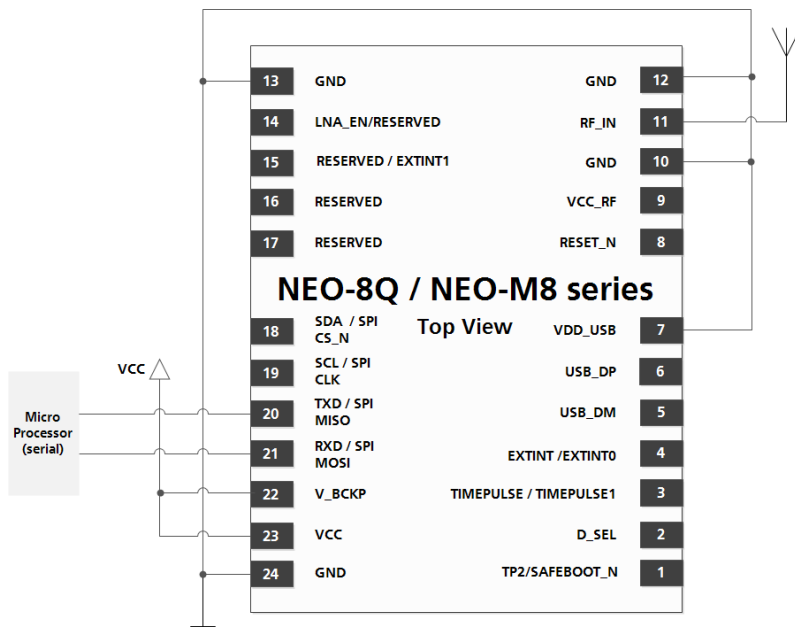 13 GND
GND 12
14 LNA_EN/RESERVED
RF_IN 11
15 RESERVED / EXTINT1
GND 10
16 RESERVED
VCC_RF 9
17 RESERVED
RESET_N 8
NEO-8Q / NEO-M8 series
Top View
18 SDA / SPI
CS_N
VDD_USB 7
VCC
19 SCL / SPI
CLK
USB_DP 6
Micro
Processor
(serial)
20 TXD / SPI
MISO
USB_DM 5
21 RXD / SPI
MOSI
EXTINT /EXTINT0 4
22 V_BCKP
TIMEPULSE / TIMEPULSE1 3
23 VCC
D_SEL 2
24 GND
TP2/SAFEBOOT_N 1